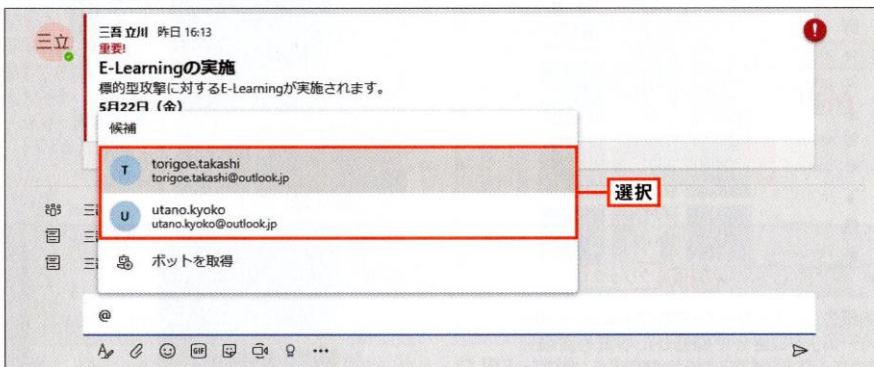 三立
三吾 立川 昨日 16:13
重要!
E-Learningの実施
標的型攻撃に対するE-Learningが実施されます。
5月22日(金)
候補
T
torigoe.takashi
torigoe.takashi@outlook.jp
選択
U
utano.kyoko
utano.kyoko@outlook.jp
ボットを取得
@
GIF